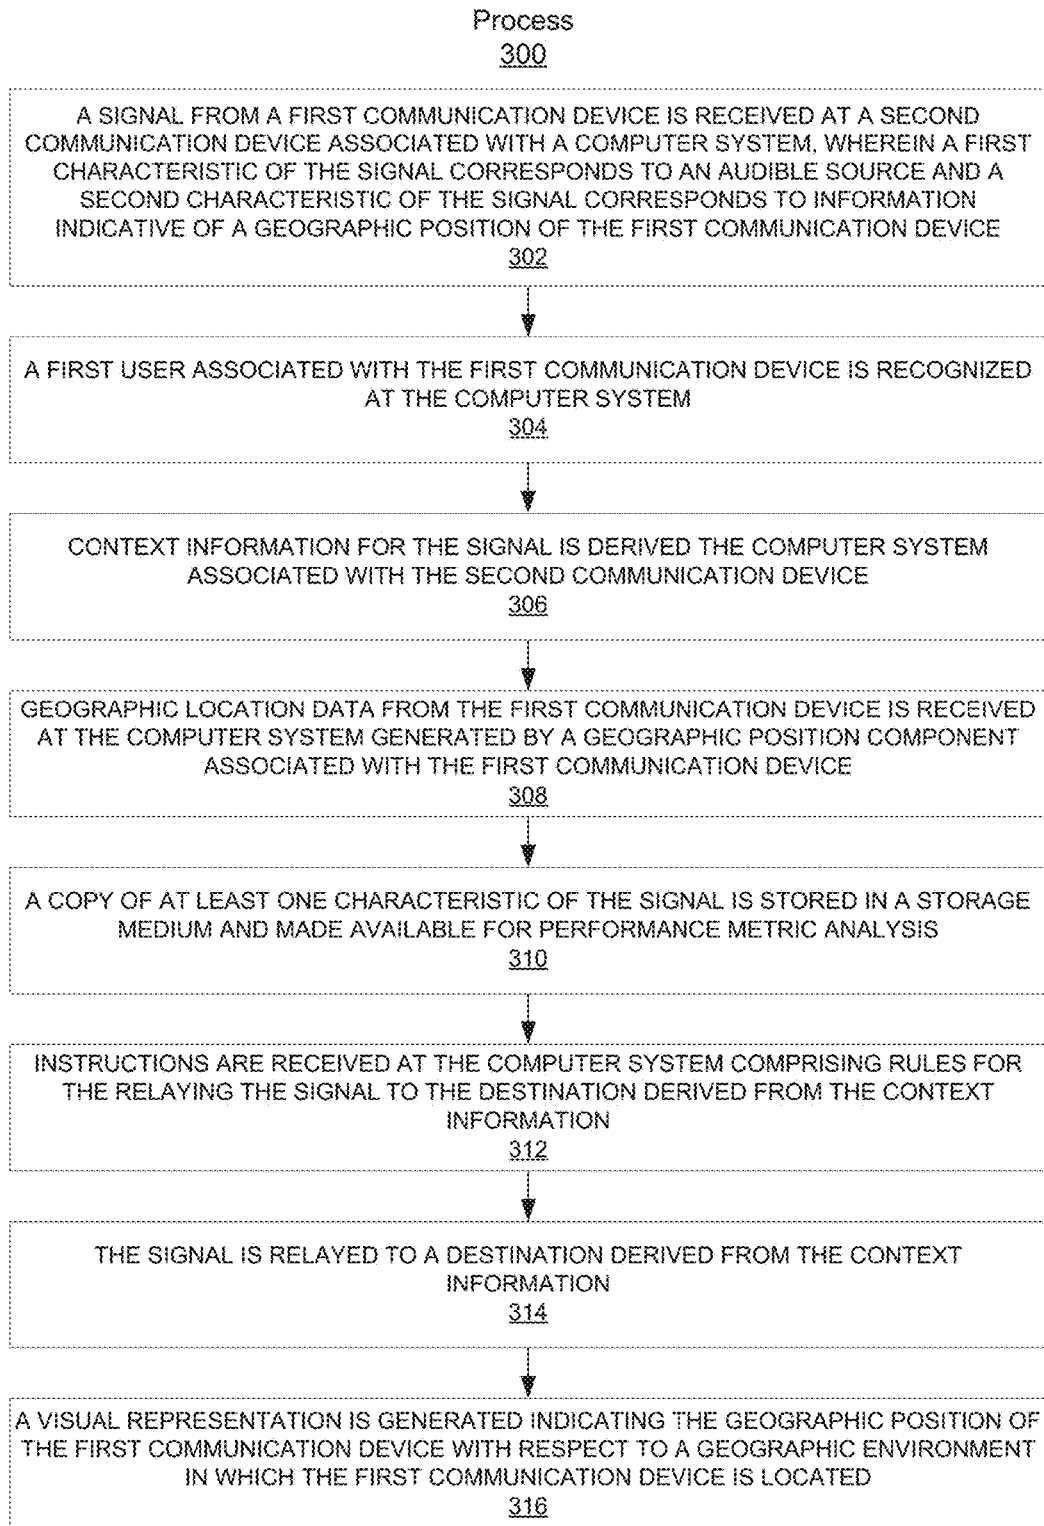 Process
300
A SIGNAL FROM A FIRST COMMUNICATION DEVICE IS RECEIVED AT A SECOND
COMMUNICATION DEVICE ASSOCIATED WITH A COMPUTER SYSTEM, WHEREIN A FIRST
CHARACTERISTIC OF THE SIGNAL CORRESPONDS TO AN AUDIBLE SOURCE AND A
SECOND CHARACTERISTIC OF THE SIGNAL CORRESPONDS TO INFORMATION
INDICATIVE OF A GEOGRAPHIC POSITION OF THE FIRST COMMUNICATION DEVICE
302
A FIRST USER ASSOCIATED WITH THE FIRST COMMUNICATION DEVICE IS RECOGNIZED
AT THE COMPUTER SYSTEM
304
CONTEXT INFORMATION FOR THE SIGNAL IS DERIVED THE COMPUTER SYSTEM
ASSOCIATED WITH THE SECOND COMMUNICATION DEVICE
306
GEOGRAPHIC LOCATION DATA FROM THE FIRST COMMUNICATION DEVICE IS RECEIVED
AT THE COMPUTER SYSTEM GENERATED BY A GEOGRAPHIC POSITION COMPONENT
ASSOCIATED WITH THE FIRST COMMUNICATION DEVICE
308
A COPY OF AT LEAST ONE CHARACTERISTIC OF THE SIGNAL IS STORED IN A STORAGE
MEDIUM AND MADE AVAILABLE FOR PERFORMANCE METRIC ANALYSIS
310
INSTRUCTIONS ARE RECEIVED AT THE COMPUTER SYSTEM COMPRISING RULES FOR
THE RELAYING THE SIGNAL TO THE DESTINATION DERIVED FROM THE CONTEXT
INFORMATION
312
THE SIGNAL IS RELAYED TO A DESTINATION DERIVED FROM THE CONTEXT
INFORMATION
314
A VISUAL REPRESENTATION IS GENERATED INDICATING THE GEOGRAPHIC POSITION OF
THE FIRST COMMUNICATION DEVICE WITH RESPECT TO A GEOGRAPHIC ENVIRONMENT
IN WHICH THE FIRST COMMUNICATION DEVICE IS LOCATED
316